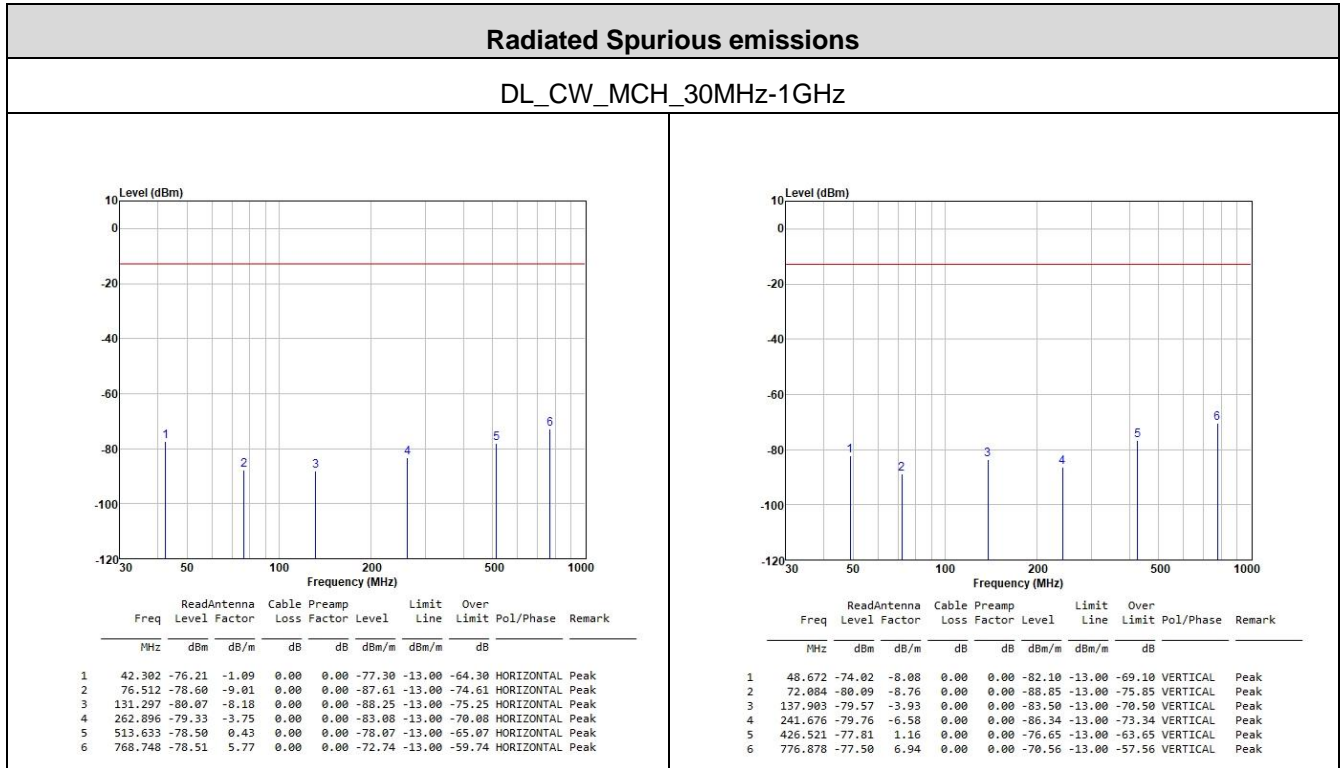 Radiated Spurious emissions
DL_CW_MCH_30MHz-1GHz
Level (dBm)
10
0
-20
-40
-60
-80
-100
-120
1
2
3
4
5
6
30 50 100 200 500 1000
Frequency (MHz)
ReadAntenna Cable Preamp Limit Over
Freq Level Factor Loss Factor Level Line Limit Pol/Phase Remark
MHz dBm dB/m dB dB dBm/m dBm/m dB
1 42.302 -76.21 -1.09 0.00 0.00 -77.30 -13.00 -64.30 HORIZONTAL Peak
2 76.512 -78.60 -9.01 0.00 0.00 -87.61 -13.00 -74.61 HORIZONTAL Peak
3 131.297 -80.07 -8.18 0.00 0.00 -88.25 -13.00 -75.25 HORIZONTAL Peak
4 262.896 -79.33 -3.75 0.00 0.00 -83.08 -13.00 -70.08 HORIZONTAL Peak
5 513.633 -78.50 0.43 0.00 0.00 -78.07 -13.00 -65.07 HORIZONTAL Peak
6 768.748 -78.51 5.77 0.00 0.00 -72.74 -13.00 -59.74 HORIZONTAL Peak
Level (dBm)
10
0
-20
-40
-60
-80
-100
-120
1
2
3
4
5
6
30 50 100 200 500 1000
Frequency (MHz)
ReadAntenna Cable Preamp Limit Over
Freq Level Factor Loss Factor Level Line Limit Pol/Phase Remark
MHz dBm dB/m dB dB dBm/m dBm/m dB
1 48.672 -74.02 -8.08 0.00 0.00 -82.10 -13.00 -69.10 VERTICAL Peak
2 72.084 -80.09 -8.76 0.00 0.00 -88.85 -13.00 -75.85 VERTICAL Peak
3 137.903 -79.57 -3.93 0.00 0.00 -83.50 -13.00 -70.50 VERTICAL Peak
4 241.676 -79.76 -6.58 0.00 0.00 -86.34 -13.00 -73.34 VERTICAL Peak
5 426.521 -77.81 1.16 0.00 0.00 -76.65 -13.00 -63.65 VERTICAL Peak
6 776.878 -77.50 6.94 0.00 0.00 -70.56 -13.00 -57.56 VERTICAL Peak